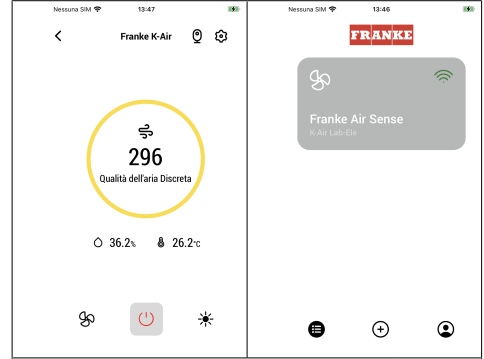 Nessuna SIM 13:47
Franke K-Air
296
Qualità dell'aria Discreta
36.2% 26.2°C
Nessuna SIM 13:46
FRANKE
Franke Air Sense
K-Air Lab-Ele